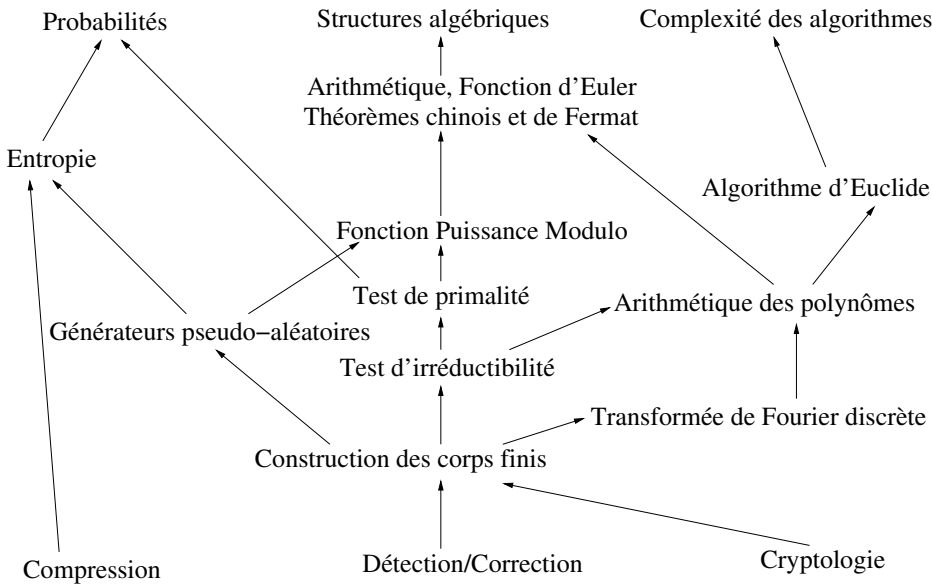 Probabilités
Structures algébriques
Complexité des algorithmes
Arithmétique, Fonction d'Euler
Théorèmes chinois et de Fermat
Entropie
Algorithme d'Euclide
Fonction Puissance Modulo
Test de primalité
Arithmétique des polynômes
Générateurs pseudo−aléatoires
Test d'irréductibilité
Transformée de Fourier discrète
Construction des corps finis
Compression
Détection/Correction
Cryptologie